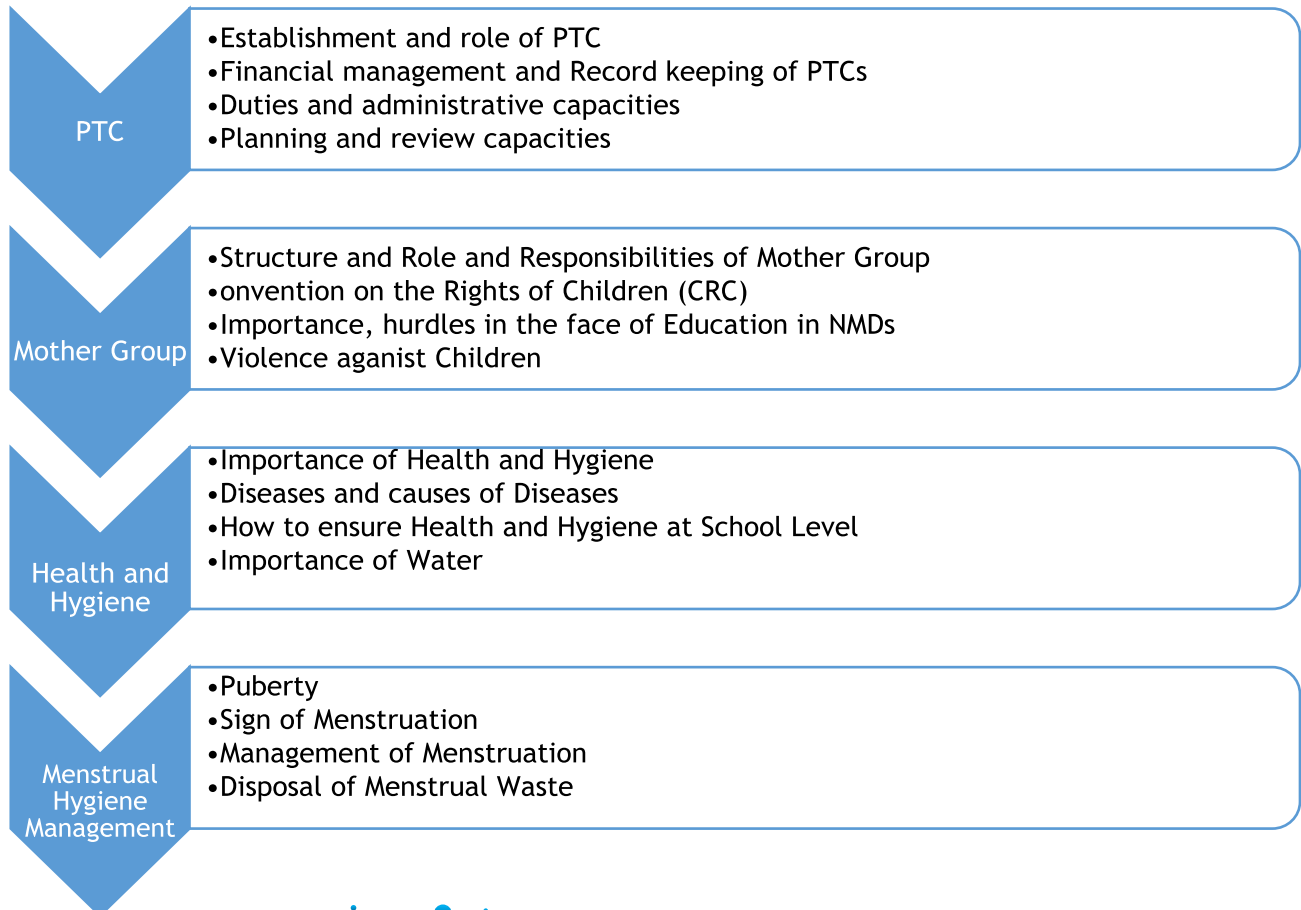 PTC
•Establishment and role of PTC
•Financial management and Record keeping of PTCs
•Duties and administrative capacities
•Planning and review capacities
Mother Group
•Structure and Role and Responsibilities of Mother Group
•onvention on the Rights of Children (CRC)
•Importance, hurdles in the face of Education in NMDs
•Violence aganist Children
Health and
Hygiene
•Importance of Health and Hygiene
•Diseases and causes of Diseases
•How to ensure Health and Hygiene at School Level
•Importance of Water
Menstrual
Hygiene
Management
•Puberty
•Sign of Menstruation
•Management of Menstruation
•Disposal of Menstrual Waste